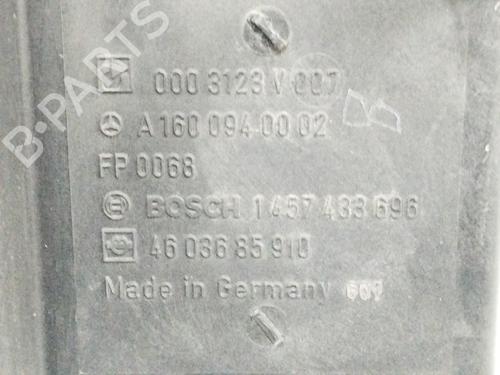 B-PARTS
000 3123 V 007
A 160 094 00 02
FP 0068
BOSCH 1 457 433 696
46 036 85 910
Made in Germany 607